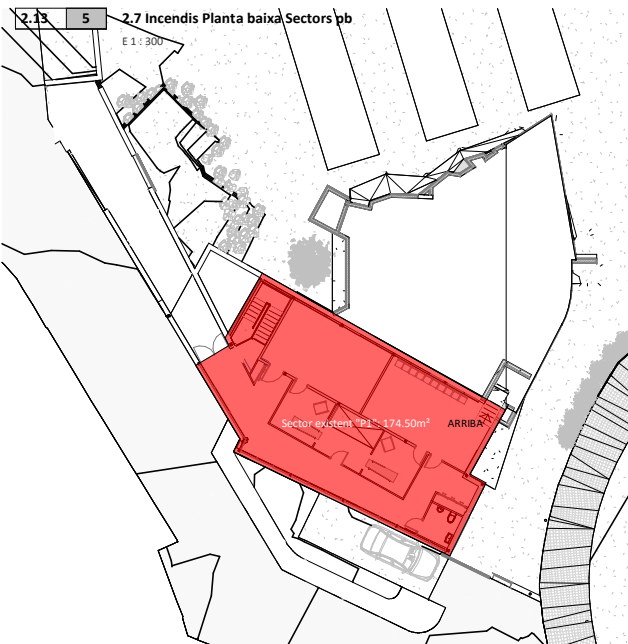 2.13 5 2.7 Incendis Planta baixa Sectors pb
E 1 : 300
Sector existent "P1": 174.50m²
ARRIBA